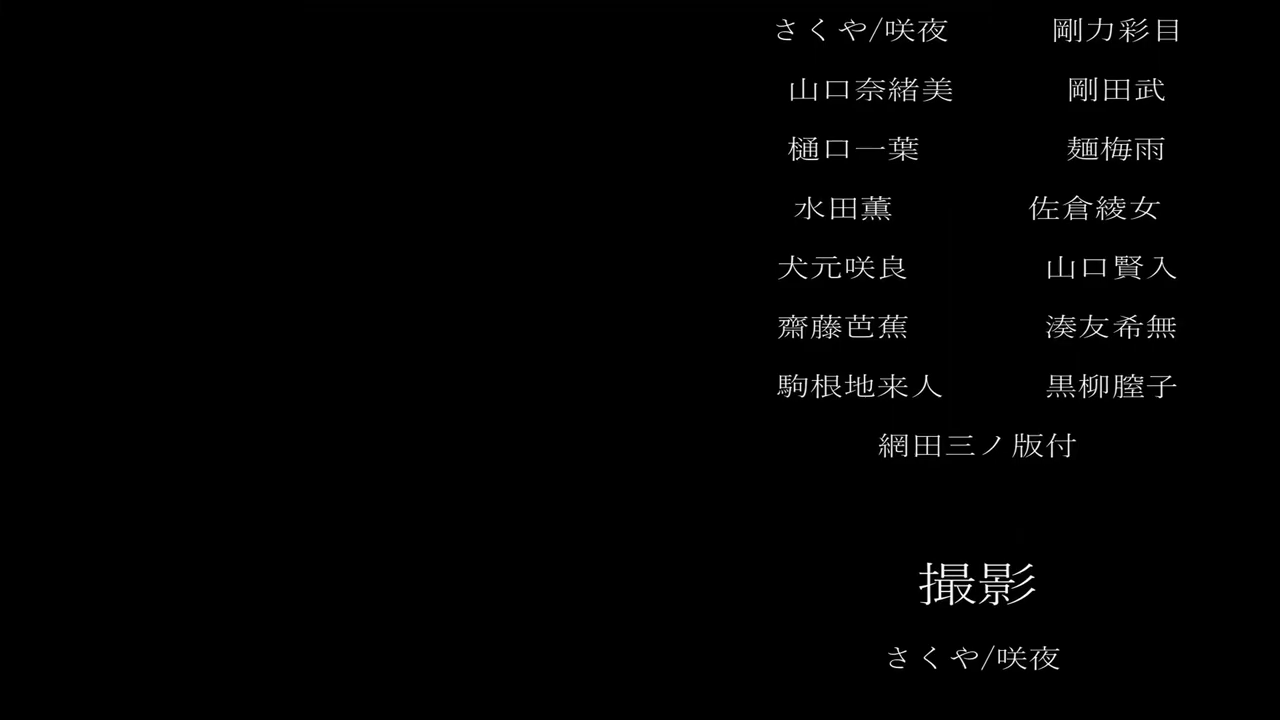 さくや/咲夜 剛力彩目
山口奈緒美 剛田武
樋口一葉 麺梅雨
水田薫 佐倉綾女
犬元咲良 山口賢入
齋藤芭蕉 湊友希無
駒根地来人 黒柳膣子
網田三ノ版付
撮影
さくや/咲夜